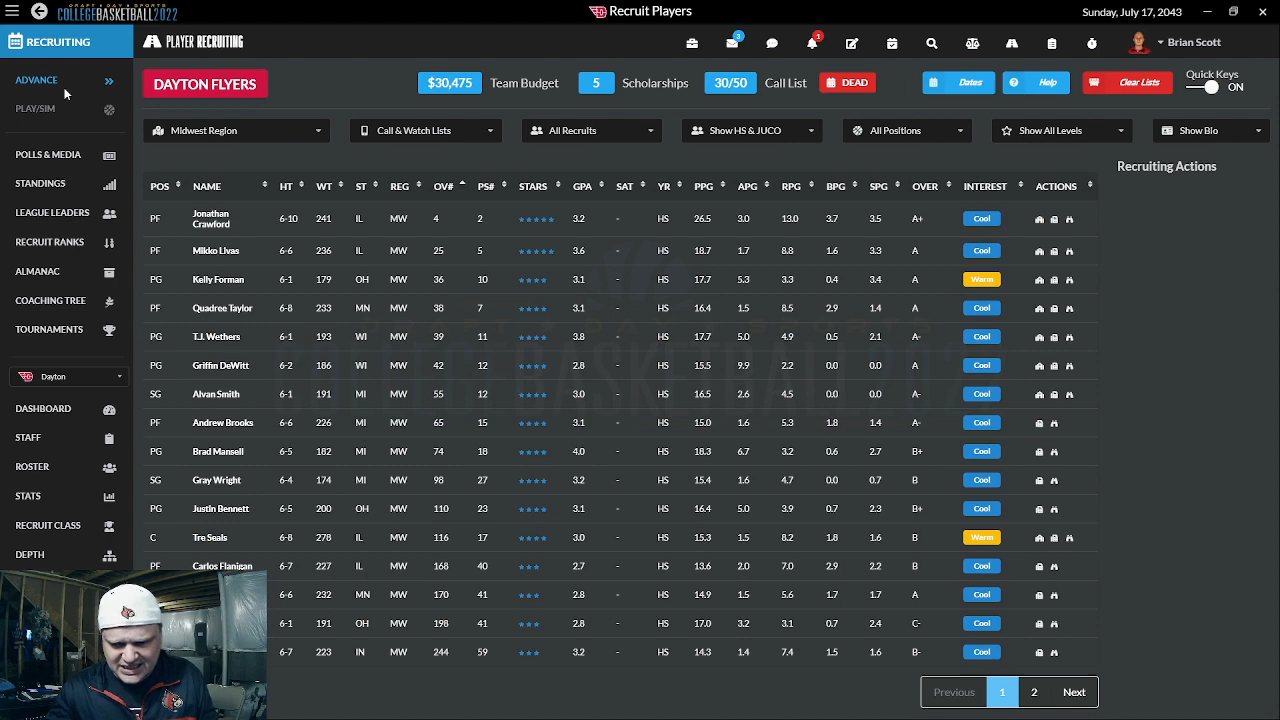 DRAFT DAY SPORTS
COLLEGEBASKETBALL2022
Recruit Players
Sunday, July 17, 2043
RECRUITING
PLAYER RECRUITING
3
1
Brian Scott
ADVANCE
PLAY/SIM
POLLS & MEDIA
STANDINGS
LEAGUE LEADERS
RECRUIT RANKS
ALMANAC
COACHING TREE
TOURNAMENTS
Dayton
DASHBOARD
STAFF
ROSTER
STATS
RECRUIT CLASS
DEPTH
DAYTON FLYERS
$30,475 Team Budget 5 Scholarships 30/50 Call List DEAD
Dates Help Clear Lists
Quick Keys
ON
Midwest Region Call & Watch Lists All Recruits Show HS & JUCO All Positions Show All Levels Show Bio
Recruiting Actions
POS NAME HT WT ST REG OV# PS# STARS GPA SAT YR PPG APG RPG BPG SPG OVER INTEREST ACTIONS
PF Jonathan Crawford 6-10 241 IL MW 4 2 ★★★★★ 3.2 - HS 26.5 3.0 13.0 3.7 3.5 A+ Cool
PF Mikko Livas 6-6 236 IL MW 25 5 ★★★★★ 3.6 - HS 18.7 1.7 8.8 1.6 3.3 A Cool
PG Kelly Forman 6-1 179 OH MW 36 10 ★★★★ 3.1 - HS 17.7 5.3 3.3 0.4 3.4 A Warm
PF Quadree Taylor 6-8 233 MN MW 38 7 ★★★★ 3.1 - HS 16.4 1.5 8.5 2.9 1.4 A Cool
PG T.J. Wethers 6-1 193 WI MW 39 11 ★★★★ 3.8 - HS 17.7 5.0 4.9 0.5 2.1 A- Cool
PG Griffin DeWitt 6-2 186 WI MW 42 12 ★★★★ 2.8 - HS 15.5 9.9 2.2 0.0 0.0 A- Cool
SG Alvan Smith 6-1 191 MI MW 55 12 ★★★★ 3.0 - HS 16.5 2.6 4.5 0.0 0.0 A- Cool
PF Andrew Brooks 6-6 226 MI MW 65 15 ★★★★ 3.1 - HS 15.0 1.6 5.3 1.8 1.4 A- Cool
PG Brad Mansell 6-5 182 MI MW 74 18 ★★★★ 4.0 - HS 18.3 6.7 3.2 0.6 2.7 B+ Cool
SG Gray Wright 6-4 174 MI MW 98 27 ★★★★ 3.2 - HS 15.4 1.6 4.7 0.0 0.7 B Cool
PG Justin Bennett 6-5 200 OH MW 110 23 ★★★★ 3.1 - HS 16.4 5.0 3.9 0.7 2.3 B+ Cool
C Tre Seals 6-8 278 IL MW 116 17 ★★★★ 3.0 - HS 15.3 1.5 8.2 1.8 1.6 B Warm
PF Carlos Flanigan 6-7 227 IL MW 168 40 ★★★ 2.7 - HS 13.6 2.0 7.0 2.9 2.2 B Cool
6-6 232 MN MW 170 41 ★★★ 2.8 - HS 14.9 1.5 5.6 1.7 1.7 A Cool
6-1 191 OH MW 198 41 ★★★ 2.8 - HS 17.0 3.2 3.1 0.7 2.4 C- Cool
6-7 223 IN MW 244 59 ★★★ 3.2 - HS 14.3 1.4 7.4 1.5 1.6 B- Cool
Previous 1 2 Next